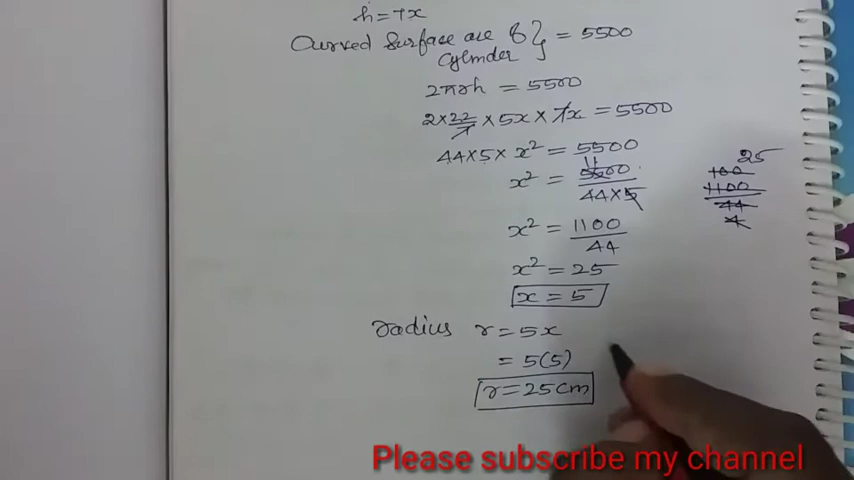 h = 7x
Curved Surface are of } = 5500
Cylinder
2πrh = 5500
2 × 22/7 × 5x × 7x = 5500
44 × 5 × x² = 5500
x² = 5500 / 44×5
11
x² = 1100 / 44
x² = 25
x = 5
25
100
1100
44
4
radius r = 5x
= 5(5)
r = 25cm
Please subscribe my channel